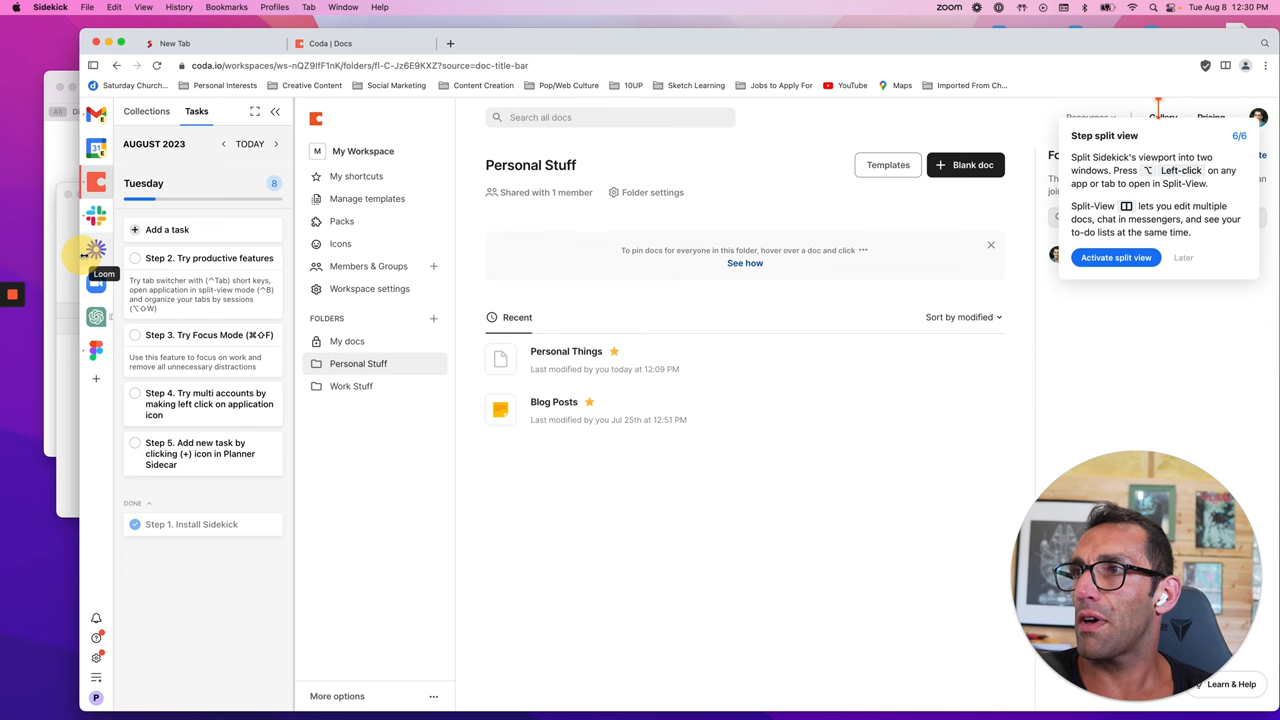 Sidekick File Edit View History Bookmarks Profiles Tab Window Help
zoom Tue Aug 8 12:30 PM
New Tab
Coda | Docs
coda.io/workspaces/ws-nQZ9lfF1nK/folders/fl-C-Jz6E9KXZ?source=doc-title-bar
Saturday Church... Personal Interests Creative Content Social Marketing Content Creation Pop/Web Culture 10UP Sketch Learning Jobs to Apply For YouTube Maps Imported From Ch...
All
Collections Tasks
AUGUST 2023 TODAY
Tuesday 8
Add a task
Step 2. Try productive features
Try tab switcher with (^Tab) short keys,
open application in split-view mode (^B)
and organize your tabs by sessions
(⌥⇧W)
Step 3. Try Focus Mode (⌘⇧F)
Use this feature to focus on work and
remove all unnecessary distractions
Step 4. Try multi accounts by
making left click on application
icon
Step 5. Add new task by
clicking (+) icon in Planner
Sidecar
DONE
Step 1. Install Sidekick
31
Loom
P
M My Workspace
My shortcuts
Manage templates
Packs
Icons
Members & Groups
Workspace settings
FOLDERS
My docs
Personal Stuff
Work Stuff
More options
Search all docs
Personal Stuff
Templates
Blank doc
Shared with 1 member Folder settings
To pin docs for everyone in this folder, hover over a doc and click
See how
Recent
Sort by modified
Personal Things
Last modified by you today at 12:09 PM
Blog Posts
Last modified by you Jul 25th at 12:51 PM
Resources Gallery Pricing
Step split view 6/6
Split Sidekick's viewport into two
windows. Press ⌥ Left-click on any
app or tab to open in Split-View.
Split-View lets you edit multiple
docs, chat in messengers, and see your
to-do lists at the same time.
Activate split view Later
Learn & Help